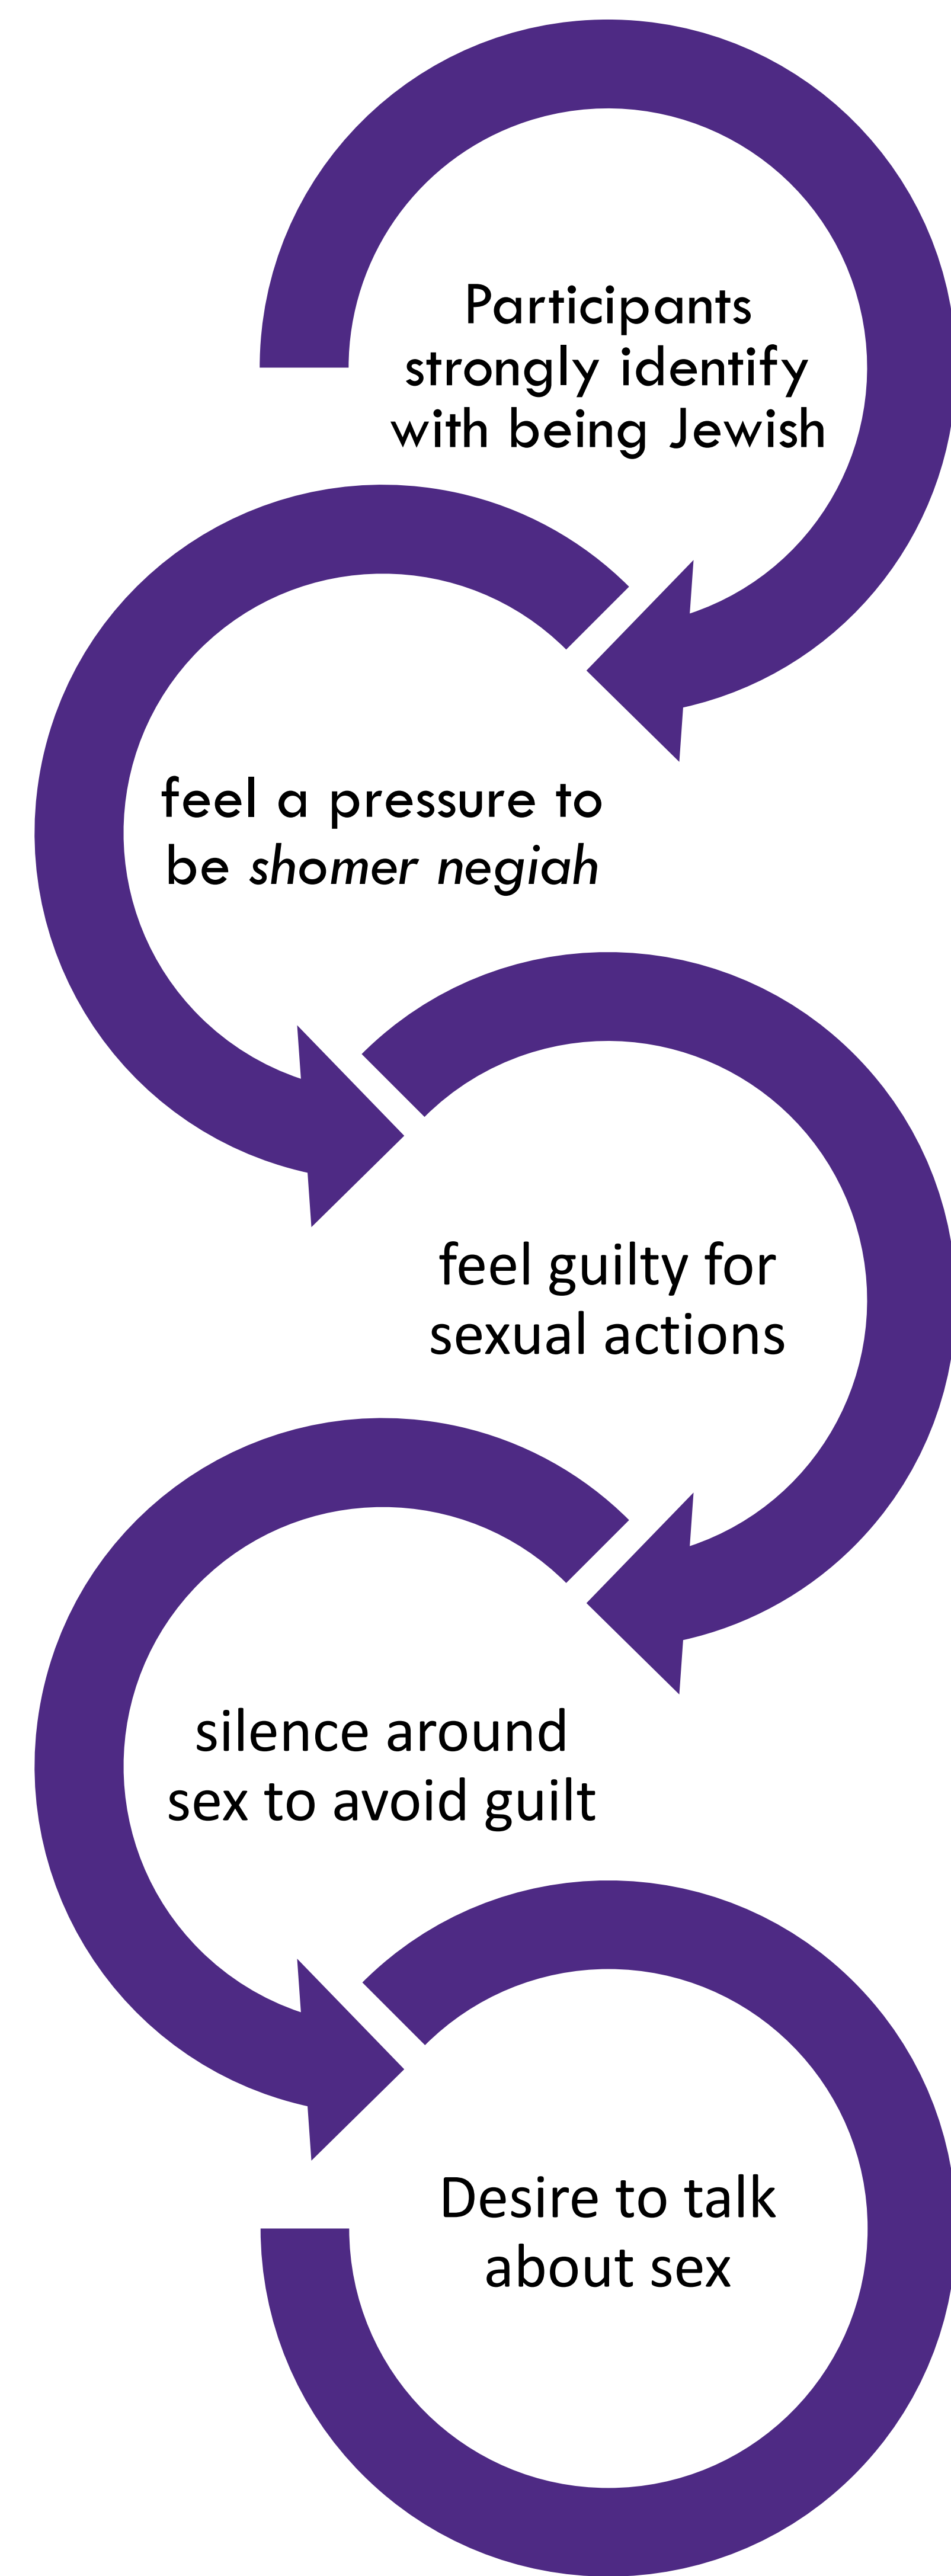 Participants
strongly identify
with being Jewish
feel a pressure to
be shomer negiah
feel guilty for
sexual actions
silence around
sex to avoid guilt
Desire to talk
about sex